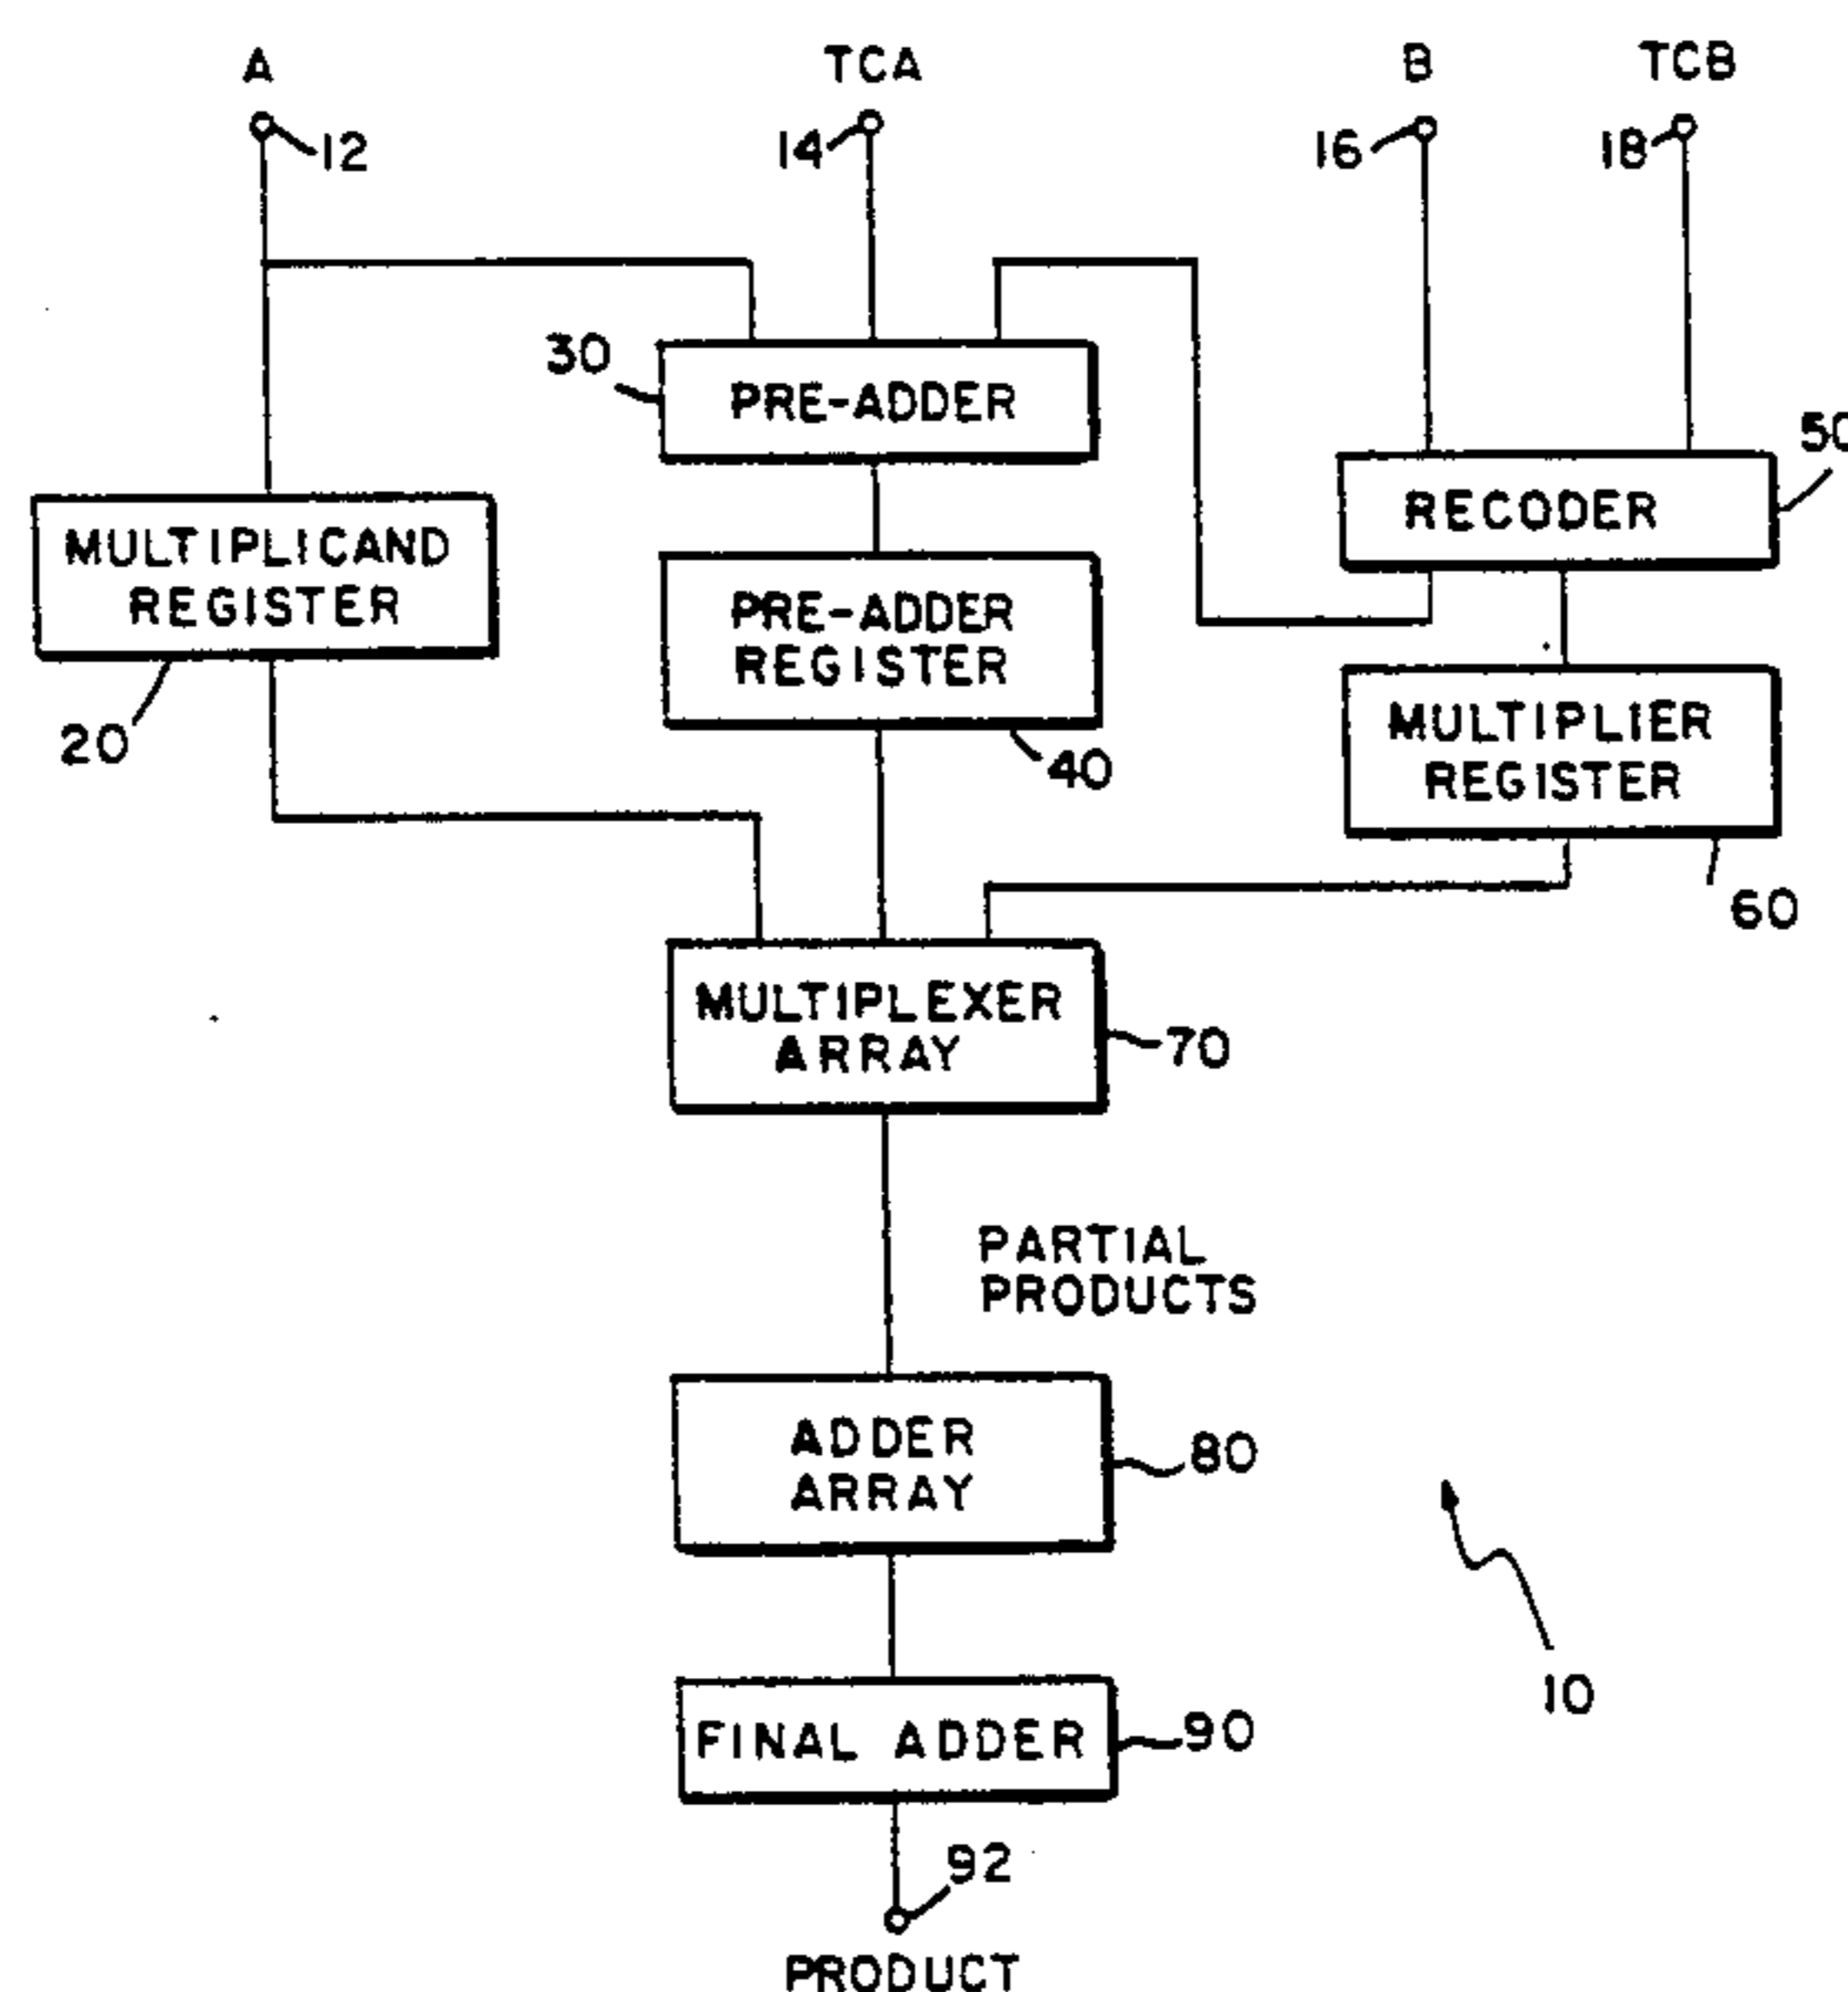 A
TCA
B
TCB
12
14
16
18
30
PRE-ADDER
50
RECODER
MULTIPLICAND
REGISTER
PRE-ADDER
REGISTER
20
40
MULTIPLIER
REGISTER
60
MULTIPLEXER
ARRAY
70
PARTIAL
PRODUCTS
ADDER
ARRAY
80
10
FINAL ADDER
90
92
PRODUCT